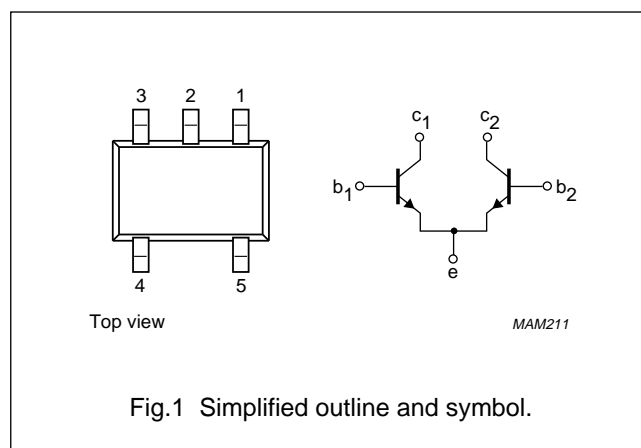 3 2 1
c1 c2
b1 b2
e
4 5
Top view
MAM211
Fig.1 Simplified outline and symbol.